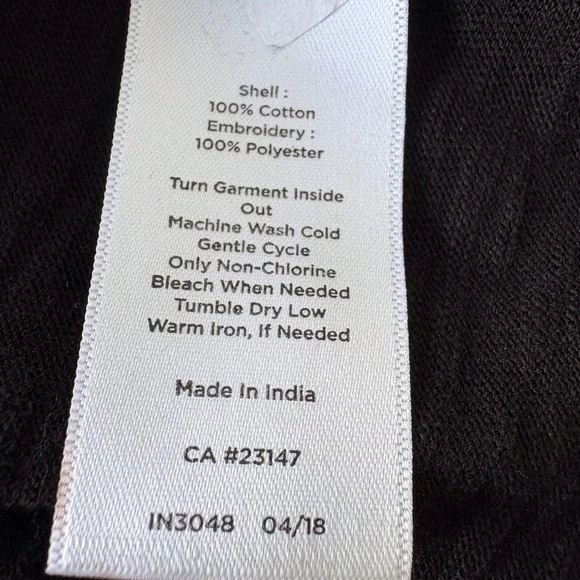 Shell :
100% Cotton
Embroidery :
100% Polyester
Turn Garment Inside
Out
Machine Wash Cold
Gentle Cycle
Only Non-Chlorine
Bleach When Needed
Tumble Dry Low
Warm Iron, If Needed
Made In India
CA #23147
IN3048 04/18